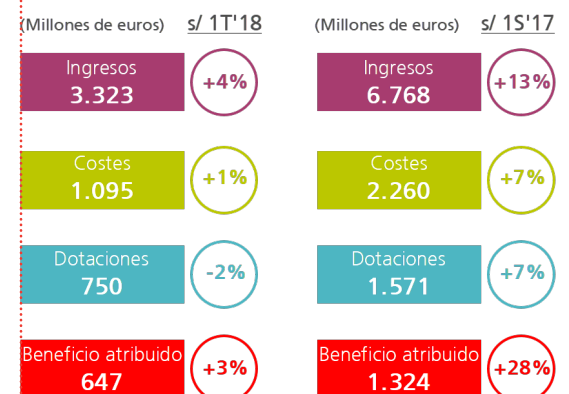 (Millones de euros) s/ 1T'18 (Millones de euros) s/ 1S'17
Ingresos
3.323
+4%
Ingresos
6.768
+13%
Costes
1.095
+1%
Costes
2.260
+7%
Dotaciones
750
-2%
Dotaciones
1.571
+7%
Beneficio atribuido
647
+3%
Beneficio atribuido
1.324
+28%